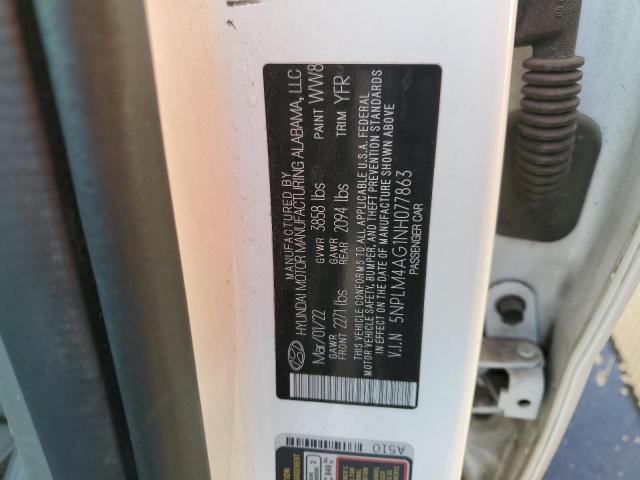 MANUFACTURED BY
HYUNDAI MOTOR MANUFACTURING ALABAMA, LLC
Mar/01/22 GVWR 3858 lbs PAINT WW8
GAWR FRONT 2271 lbs GAWR REAR 2094 lbs TRIM YFR
THIS VEHICLE CONFORMS TO ALL APPLICABLE U.S.A. FEDERAL
MOTOR VEHICLE SAFETY, BUMPER, AND THEFT PREVENTION STANDARDS
IN EFFECT ON THE DATE OF MANUFACTURE SHOWN ABOVE
V.I.N 5NPLM4AG1NH077863
PASSENGER CAR
A510